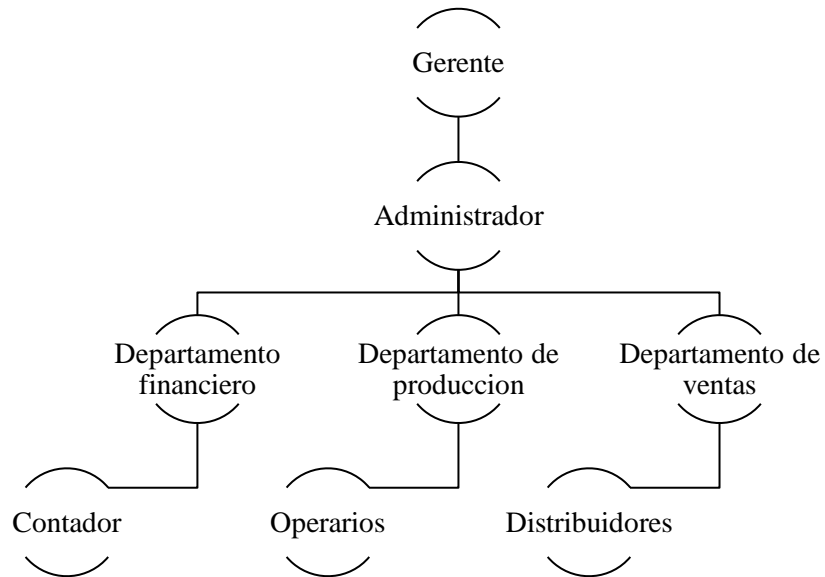 Gerente
Administrador
Departamento
financiero
Departamento de
produccion
Departamento de
ventas
Contador
Operarios
Distribuidores